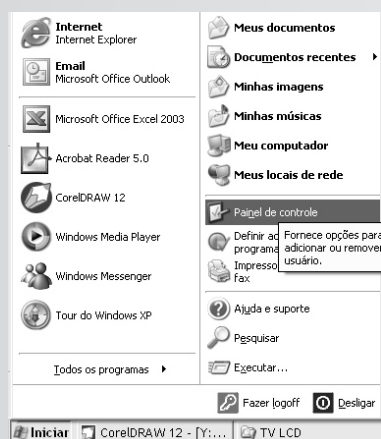 Internet
Internet Explorer
Email
Microsoft Office Outlook
Microsoft Office Excel 2003
Acrobat Reader 5.0
CorelDRAW 12
Windows Media Player
Windows Messenger
Tour do Windows XP
Todos os programas
Meus documentos
Documentos recentes
Minhas imagens
Minhas músicas
Meu computador
Meus locais de rede
Painel de controle
Definir
programa
Fornece opções para
adicionar ou remover
usuário.
fax
Ajuda e suporte
Pesquisar
Executar...
Fazer logoff Desligar
Iniciar CorelDRAW 12 - [Y:... TV LCD